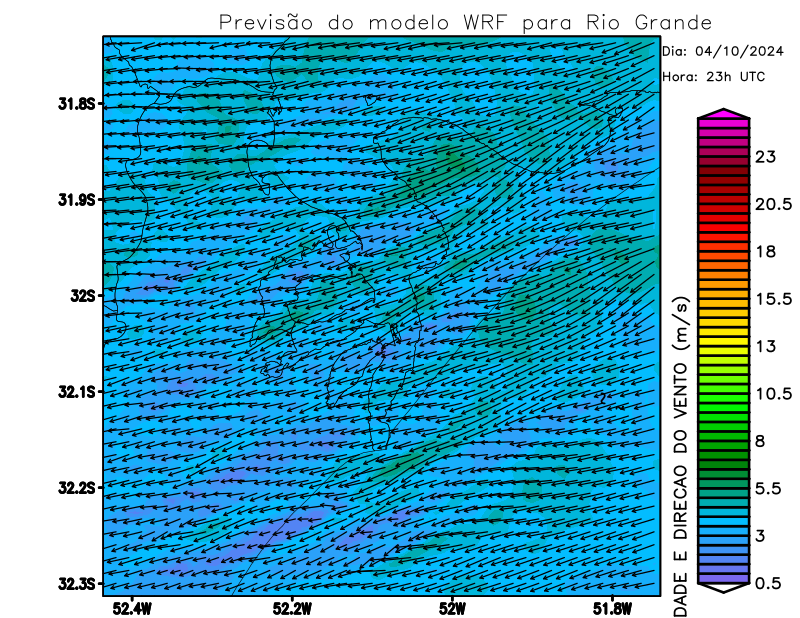 Previsão do modelo WRF para Rio Grande
Dia: 04/10/2024
Hora: 23h UTC
31.8S
31.9S
32S
32.1S
32.2S
32.3S
52.4W
52.2W
52W
51.8W
23
20.5
18
15.5
13
10.5
8
5.5
3
0.5
DADE E DIRECAO DO VENTO (m/s)